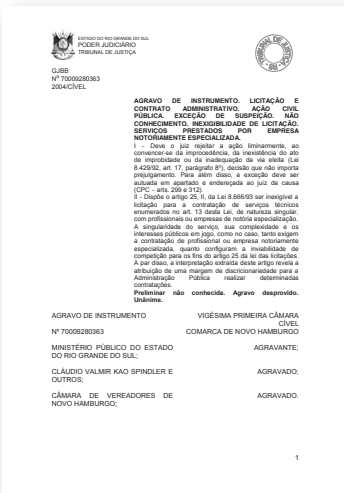 ESTADO DO RIO GRANDE DO SUL
PODER JUDICIÁRIO
TRIBUNAL DE JUSTIÇA
TRIBUNAL DE JUSTIÇA
RS
GJBB
Nº 70009280363
2004/CÍVEL
AGRAVO DE INSTRUMENTO. LICITAÇÃO E
CONTRATO ADMINISTRATIVO. AÇÃO CIVIL
PÚBLICA. EXCEÇÃO DE SUSPEIÇÃO. NÃO
CONHECIMENTO. INEXIGIBILIDADE DE LICITAÇÃO.
SERVIÇOS PRESTADOS POR EMPRESA
NOTORIAMENTE ESPECIALIZADA.
I – Deve o juiz rejeitar a ação liminarmente, ao
convencer-se da improcedência, da inexistência do ato
de improbidade ou da inadequação da via eleita (Lei
8.429/92, art. 17, parágrafo 8º), decisão que não importa
prejulgamento. Para além disso, a exceção deve ser
autuada em apartado e endereçada ao juiz da causa
(CPC – arts. 299 e 312).
II - Dispõe o artigo 25, II, da Lei 8.666/93 ser inexigível a
licitação para a contratação de serviços técnicos
enumerados no art. 13 desta Lei, de natureza singular,
com profissionais ou empresas de notória especialização.
A singularidade do serviço, sua complexidade e os
interesses públicos em jogo, como no caso, tanto exigem
a contratação de profissional ou empresa notoriamente
especializada, quanto configuram a inviabilidade de
competição para os fins do artigo 25 da lei das licitações.
A par disso, a interpretação extraída deste artigo revela a
atribuição de uma margem de discricionariedade para a
Administração Pública realizar determinadas
contratações.
Preliminar não conhecida. Agravo desprovido.
Unânime.
AGRAVO DE INSTRUMENTO VIGÉSIMA PRIMEIRA CÂMARA
CÍVEL
Nº 70009280363 COMARCA DE NOVO HAMBURGO
MINISTÉRIO PÚBLICO DO ESTADO AGRAVANTE;
DO RIO GRANDE DO SUL;
CLÁUDIO VALMIR KAO SPINDLER E AGRAVADO;
OUTROS;
CÂMARA DE VEREADORES DE AGRAVADO.
NOVO HAMBURGO;
1